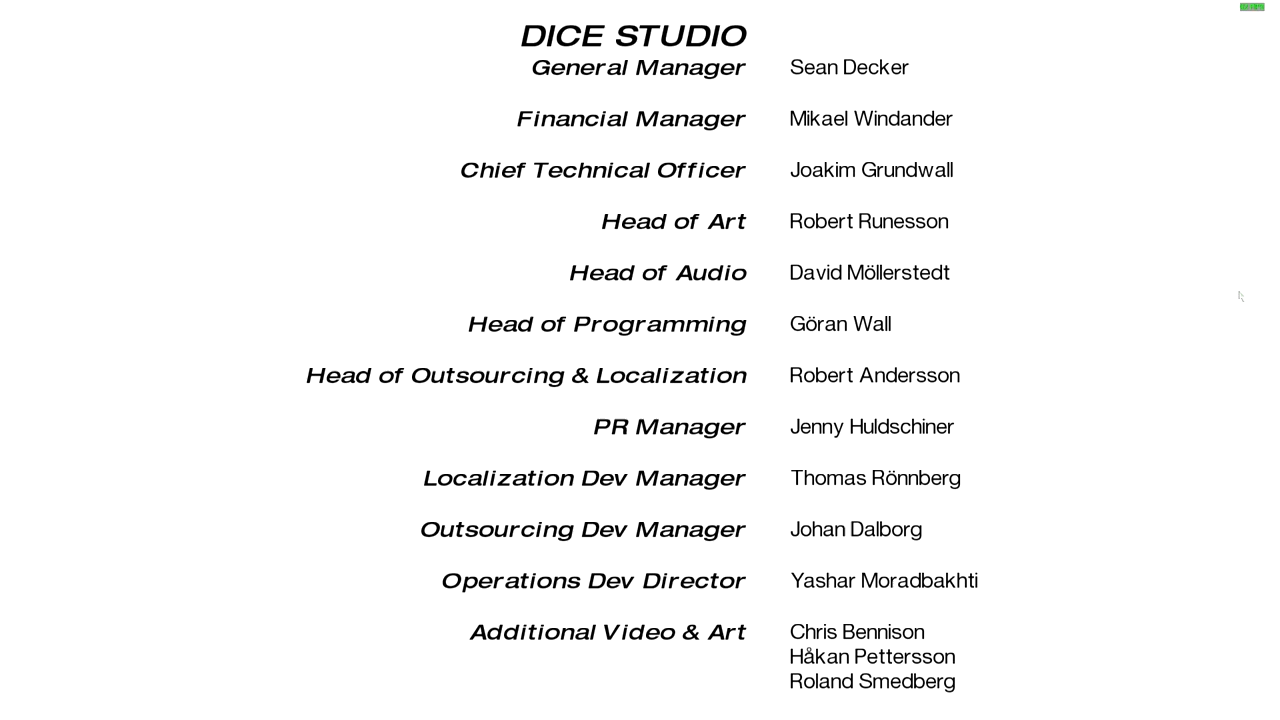 DICE STUDIO
General Manager Sean Decker
Financial Manager Mikael Windander
Chief Technical Officer Joakim Grundwall
Head of Art Robert Runesson
Head of Audio David Möllerstedt
Head of Programming Göran Wall
Head of Outsourcing & Localization Robert Andersson
PR Manager Jenny Huldschiner
Localization Dev Manager Thomas Rönnberg
Outsourcing Dev Manager Johan Dalborg
Operations Dev Director Yashar Moradbakhti
Additional Video & Art Chris Bennison
Håkan Pettersson
Roland Smedberg